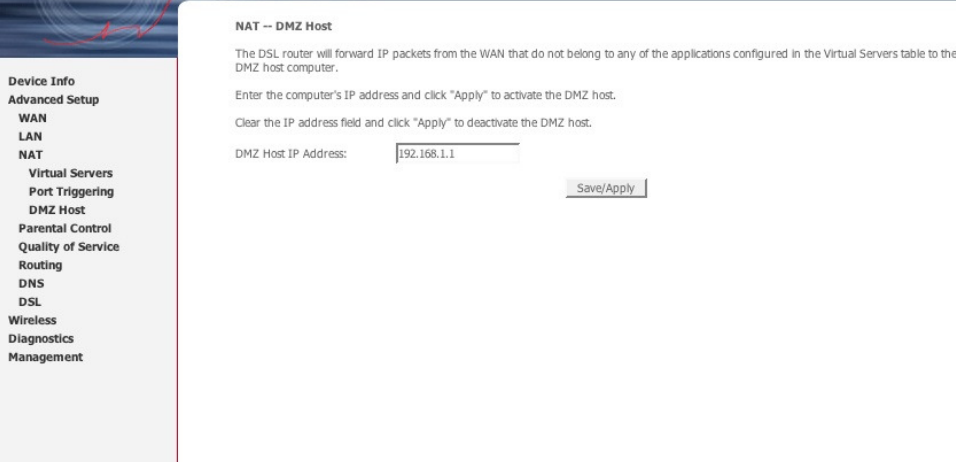 Device Info
Advanced Setup
WAN
LAN
NAT
Virtual Servers
Port Triggering
DMZ Host
Parental Control
Quality of Service
Routing
DNS
DSL
Wireless
Diagnostics
Management
NAT -- DMZ Host
The DSL router will forward IP packets from the WAN that do not belong to any of the applications configured in the Virtual Servers table to the
DMZ host computer.
Enter the computer's IP address and click "Apply" to activate the DMZ host.
Clear the IP address field and click "Apply" to deactivate the DMZ host.
DMZ Host IP Address: 192.168.1.1
Save/Apply